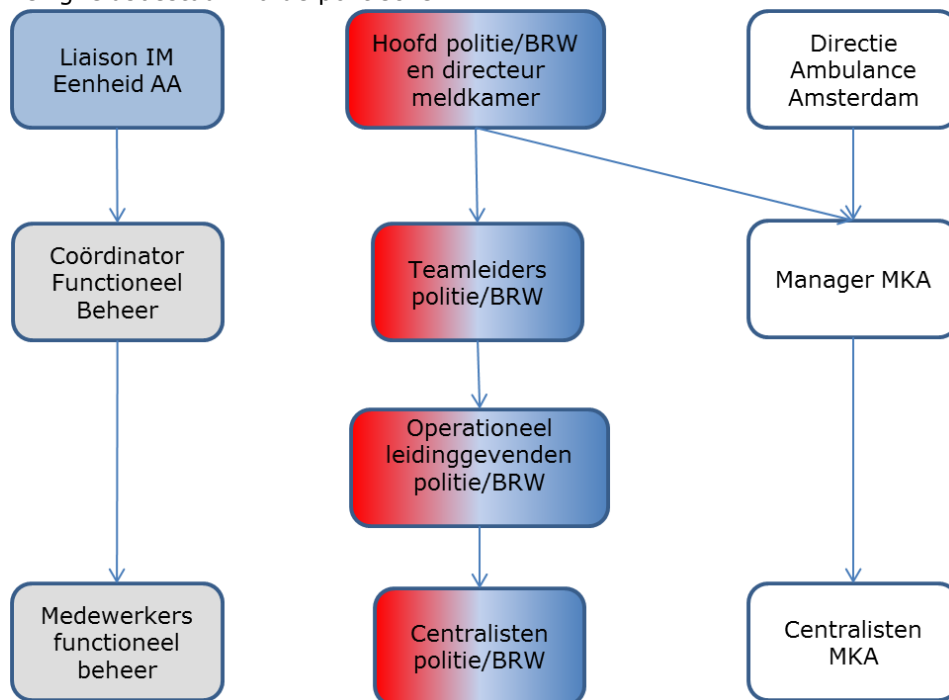 Liaison IM
Eenheid AA
Hoofd politie/BRW
en directeur
meldkamer
Directie
Ambulance
Amsterdam
Coördinator
Functioneel
Beheer
Teamleiders
politie/BRW
Manager MKA
Operationeel
leidinggevenden
politie/BRW
Medewerkers
functioneel
beheer
Centralisten
politie/BRW
Centralisten
MKA